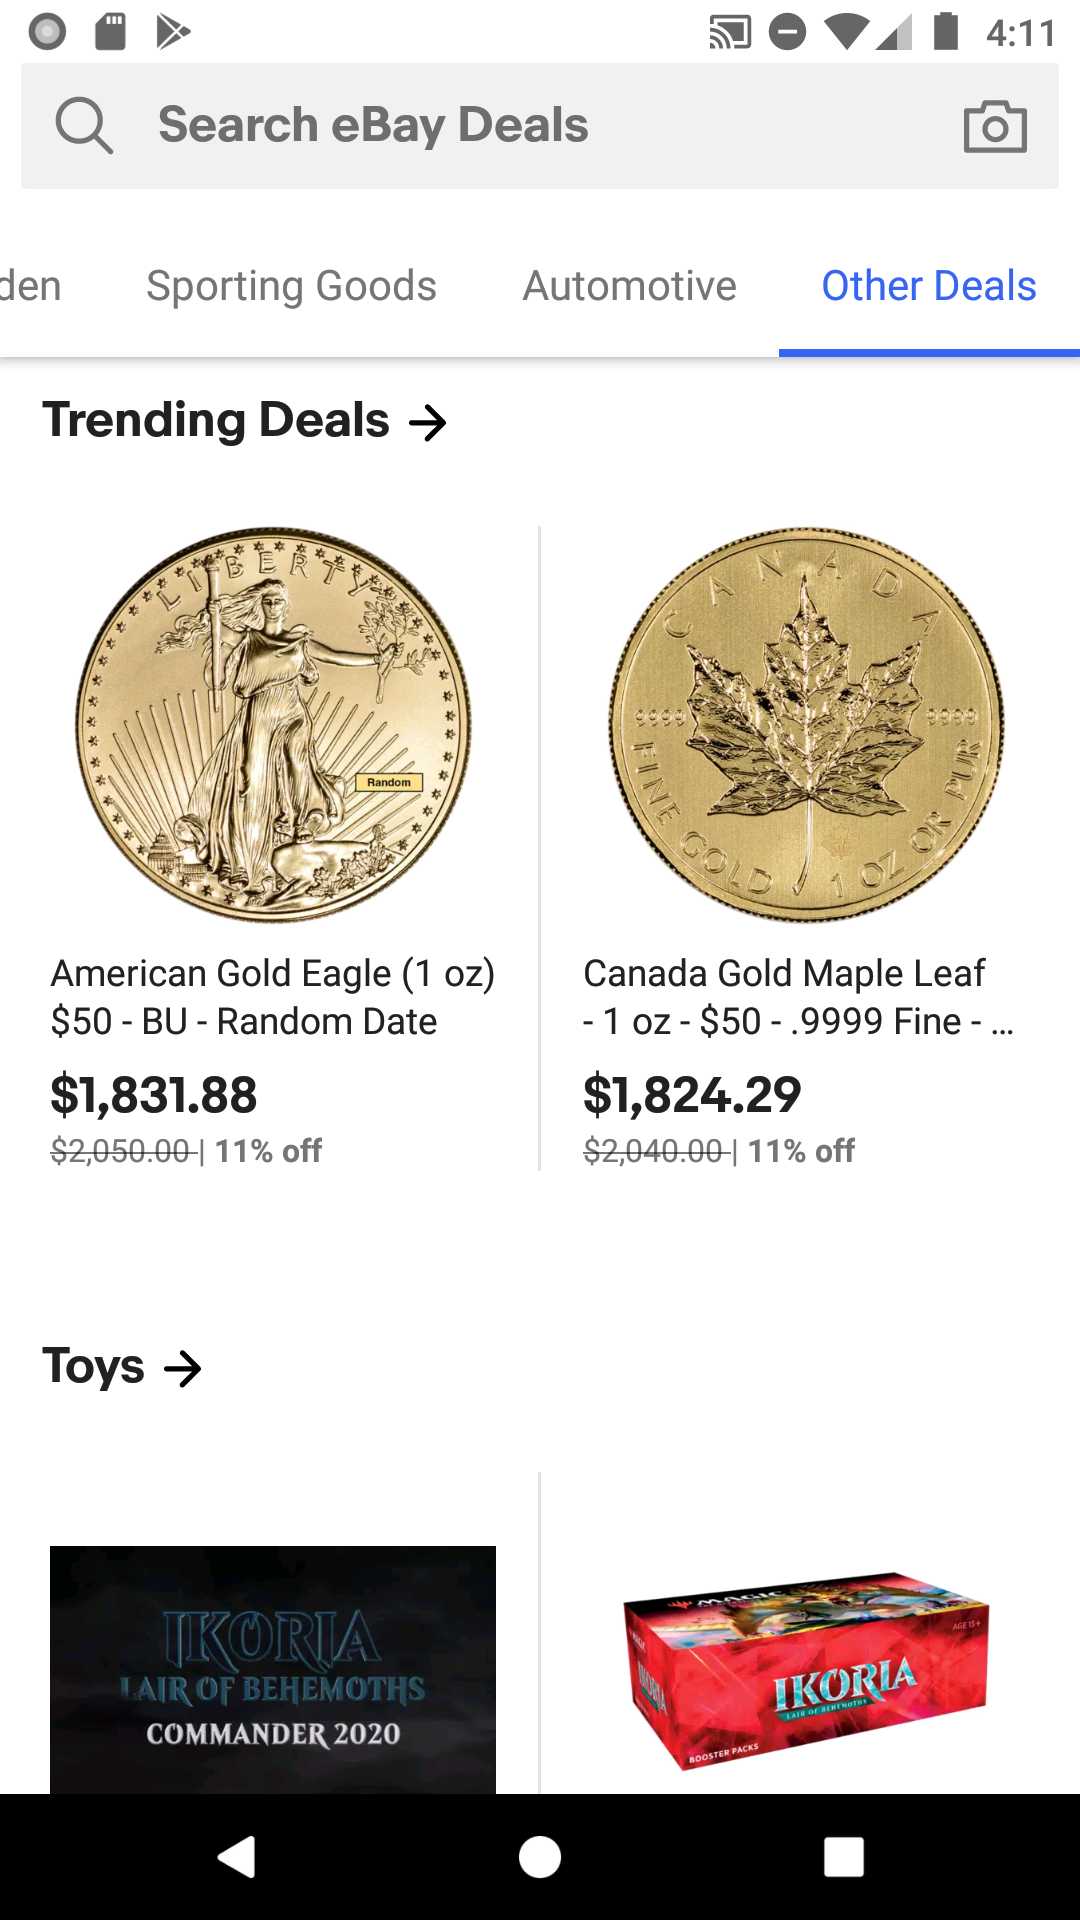 4:11
Search eBay Deals
den
Sporting Goods
Automotive
Other Deals
Trending Deals
LIBERTY
Random
CANADA
9999
9999
FINE GOLD 1 OZ OR PUR
American Gold Eagle (1 oz)
$50 - BU - Random Date
$1,831.88
$2,050.00 | 11% off
Canada Gold Maple Leaf
- 1 oz - $50 - .9999 Fine - ...
$1,824.29
$2,040.00 | 11% off
Toys
IKORIA
LAIR OF BEHEMOTHS
COMMANDER 2020
MAGIC
AGE 13+
IKORIA
IKORIA
LAIR OF BEHEMOTHS
BOOSTER PACKS